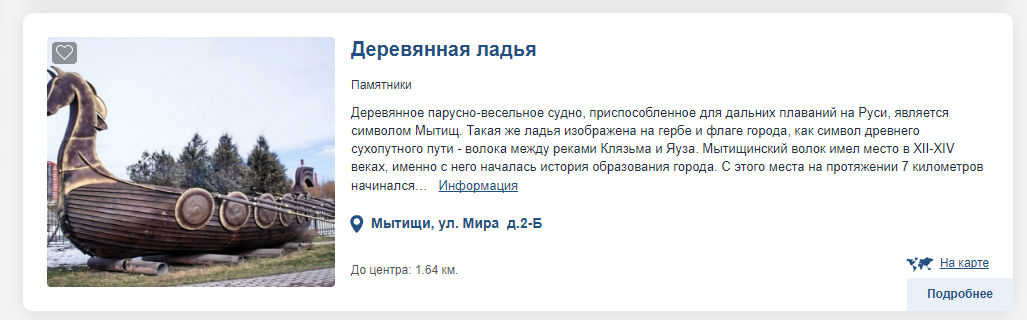 Деревянная ладья
Памятники
Деревянное парусно-весельное судно, приспособленное для дальних плаваний на Руси, является
символом Мытищ. Такая же ладья изображена на гербе и флаге города, как символ древнего
сухопутного пути - волока между реками Клязьма и Яуза. Мытищинский волок имел место в XII-XIV
веках, именно с него началась история образования города. С этого места на протяжении 7 километров
начинался... Информация
Мытищи, ул. Мира д.2-Б
До центра: 1.64 км.
На карте
Подробнее